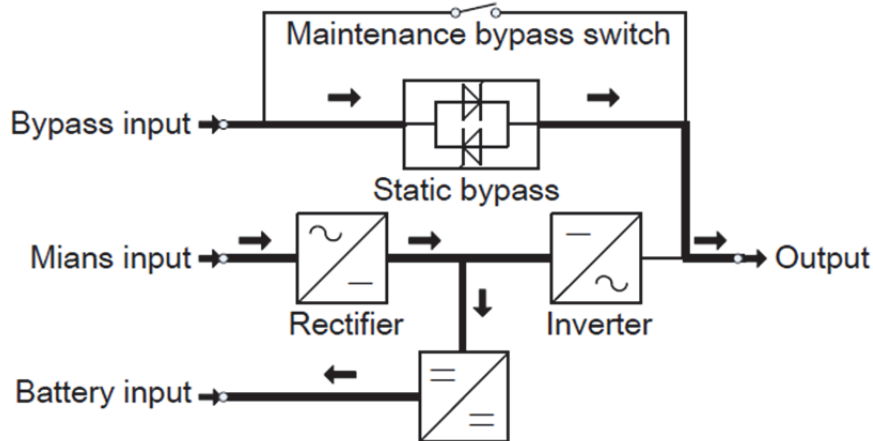 Maintenance bypass switch
Bypass input
Static bypass
Mians input
Output
Rectifier
Inverter
Battery input